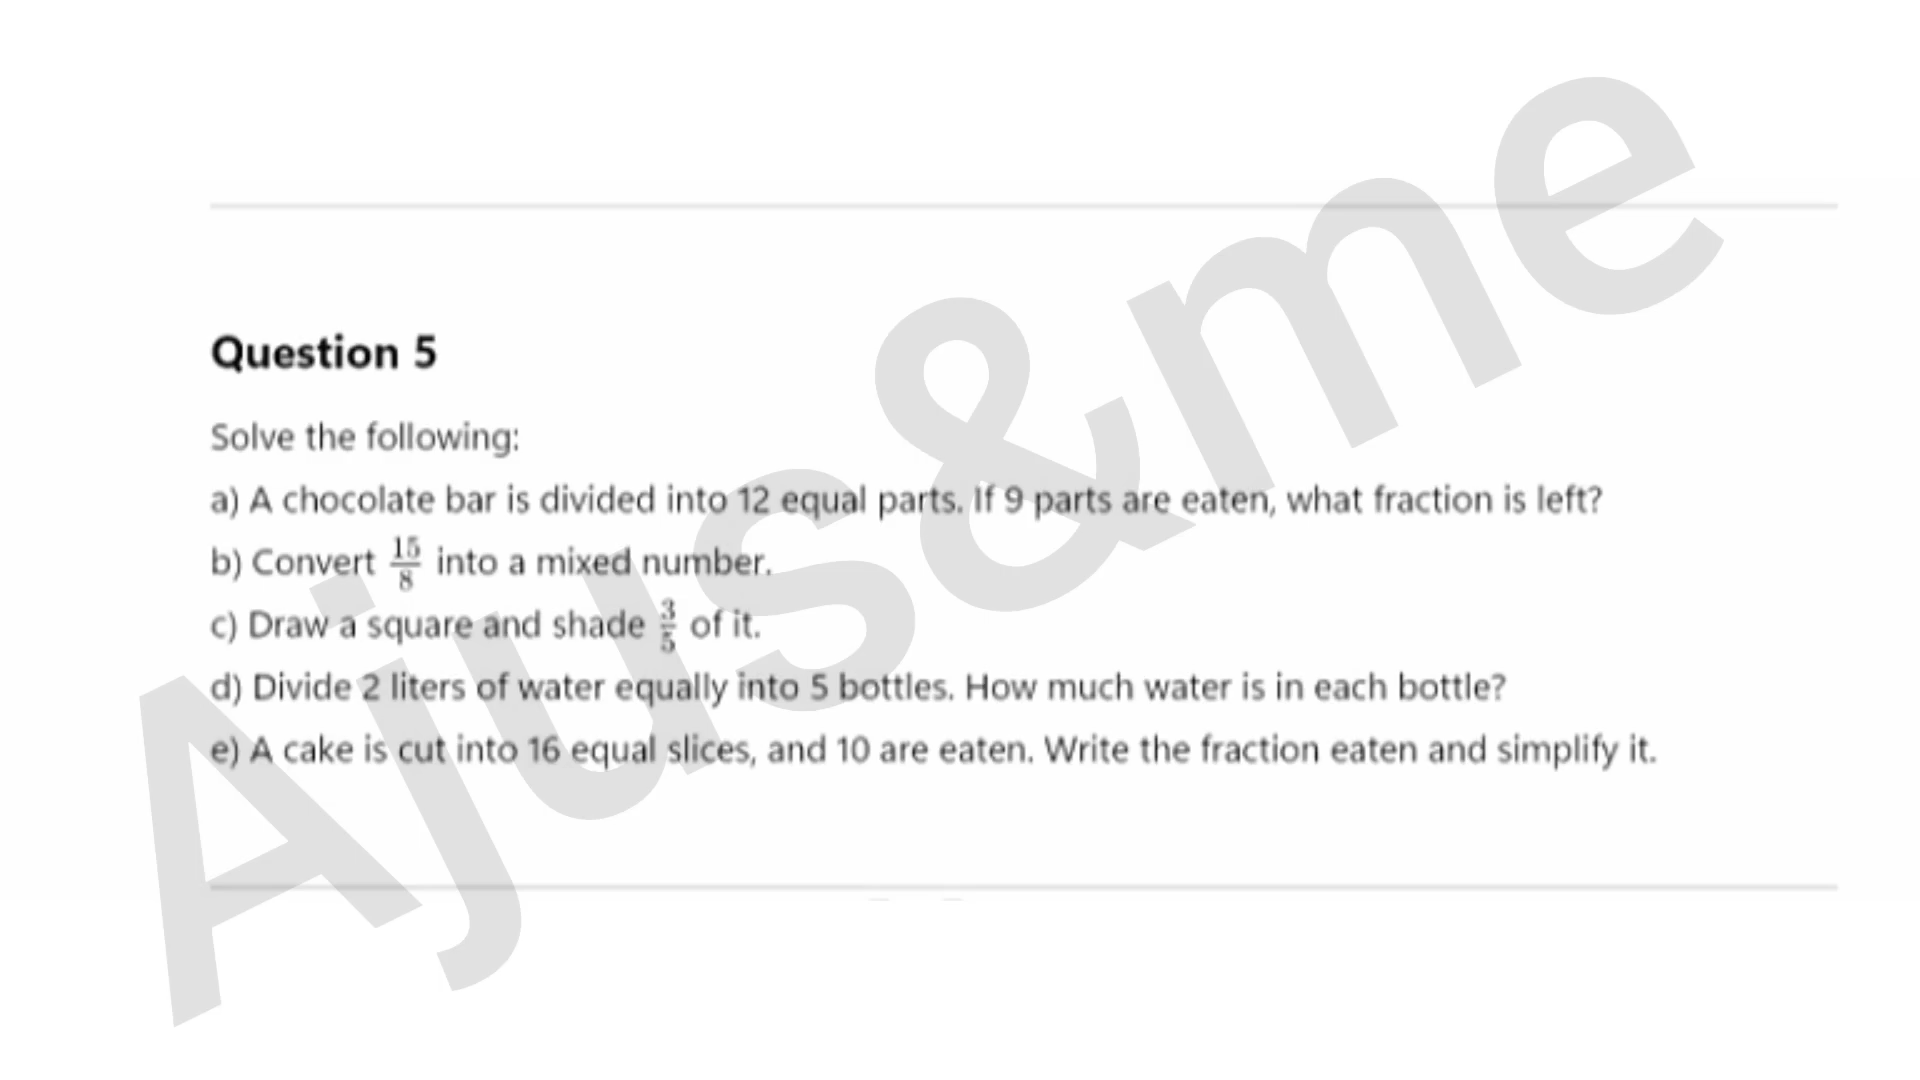 Question 5
Solve the following:
a) A chocolate bar is divided into 12 equal parts. If 9 parts are eaten, what fraction is left?
b) Convert 15/8 into a mixed number.
c) Draw a square and shade 3/5 of it.
d) Divide 2 liters of water equally into 5 bottles. How much water is in each bottle?
e) A cake is cut into 16 equal slices, and 10 are eaten. Write the fraction eaten and simplify it.
Ajus&me